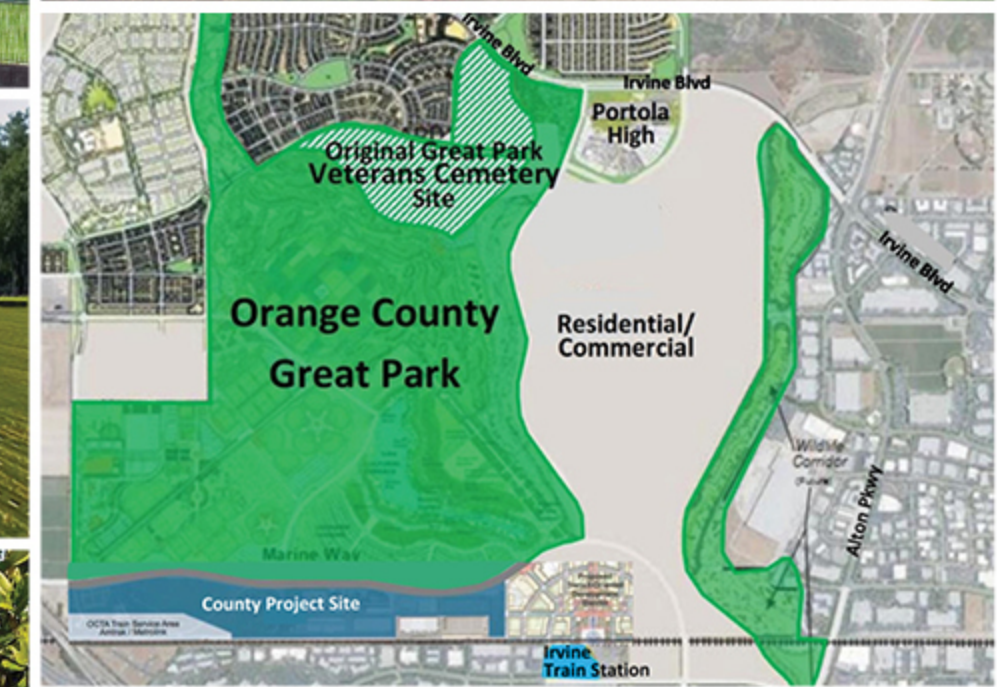 Irvine Blvd
Irvine Blvd
Portola
High
Original Great Park
Veterans Cemetery
Site
Irvine Blvd
Orange County
Great Park
Residential/
Commercial
Wildlife
Corridor
(Future)
Alton Pkwy
Marine Way
County Project Site
OCTA Train Service Area
Amtrak / Metrolink
Irvine
Train Station